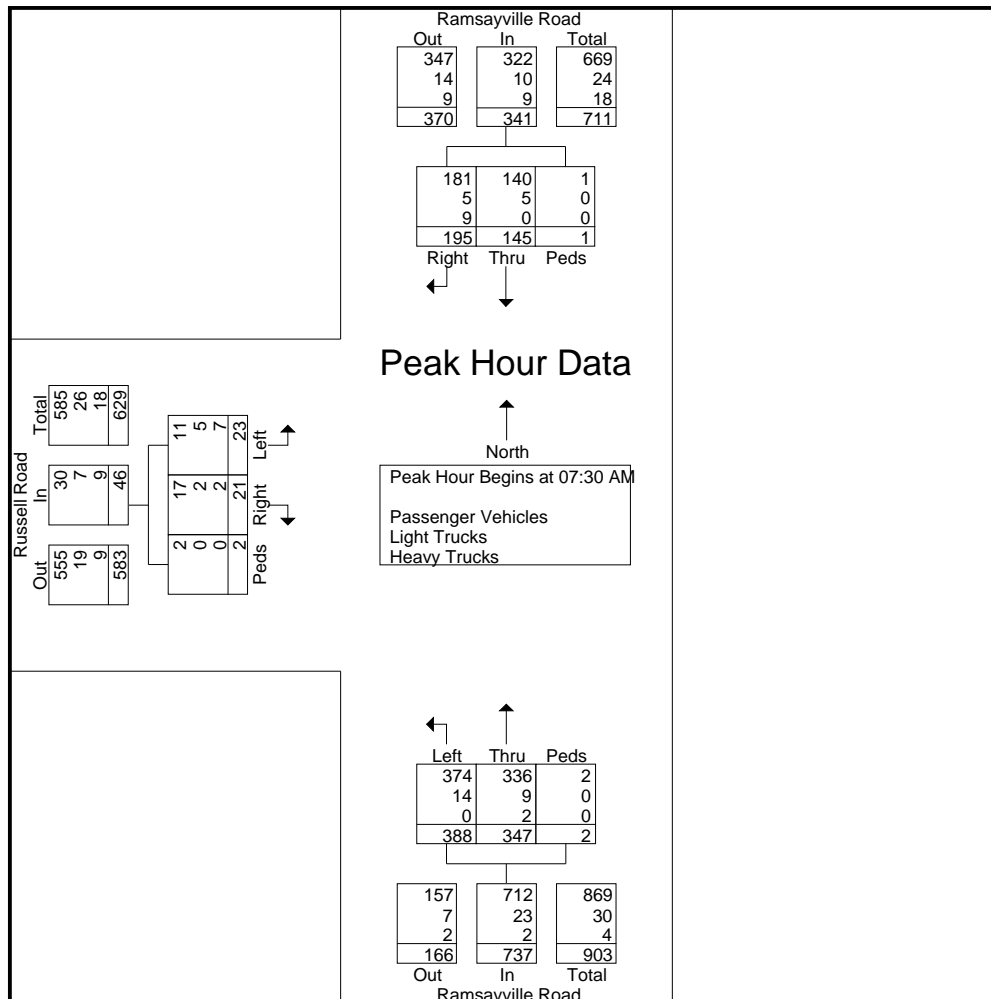 Ramsayville Road
Out In Total
347 322 669
14 10 24
9 9 18
370 341 711
181 140 1
5 5 0
9 0 0
195 145 1
Right Thru Peds
Peak Hour Data
North
Peak Hour Begins at 07:30 AM
Passenger Vehicles
Light Trucks
Heavy Trucks
Russell Road
Out In Total
555 30 585
19 7 26
9 9 18
583 46 629
2 17 11
0 2 5
0 2 7
2 21 23
Peds Right Left
Left Thru Peds
374 336 2
14 9 0
0 2 0
388 347 2
157 712 869
7 23 30
2 2 4
166 737 903
Out In Total
Ramsayville Road